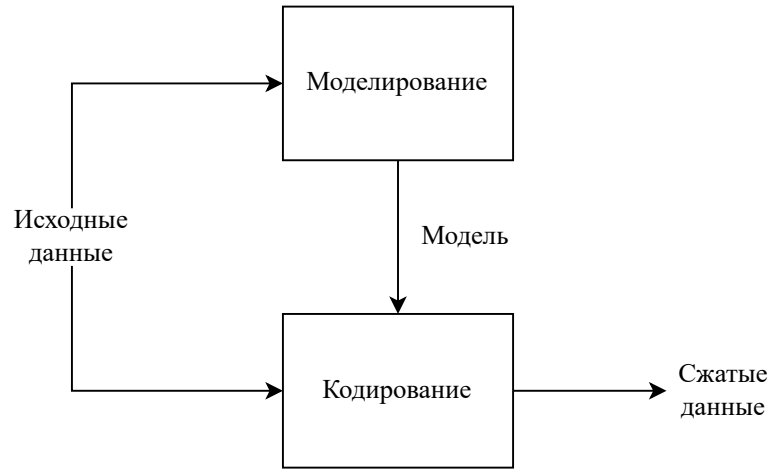 Моделирование
Исходные
данные
Модель
Кодирование
Сжатые
данные